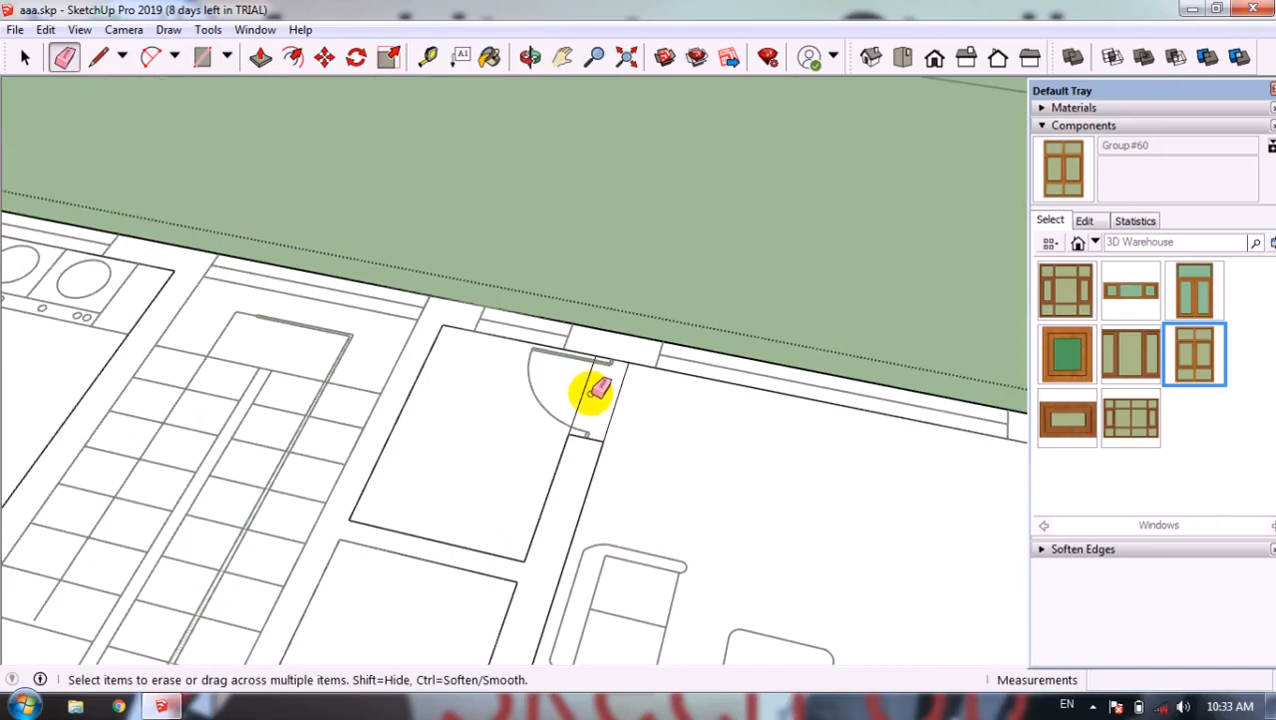 aaa.skp - SketchUp Pro 2019 (8 days left in TRIAL)
File Edit View Camera Draw Tools Window Help
A1
Default Tray
Materials
Components
Group#60
Select Edit Statistics
3D Warehouse
Windows
Soften Edges
Select items to erase or drag across multiple items. Shift=Hide, Ctrl=Soften/Smooth.
Measurements
EN
10:33 AM